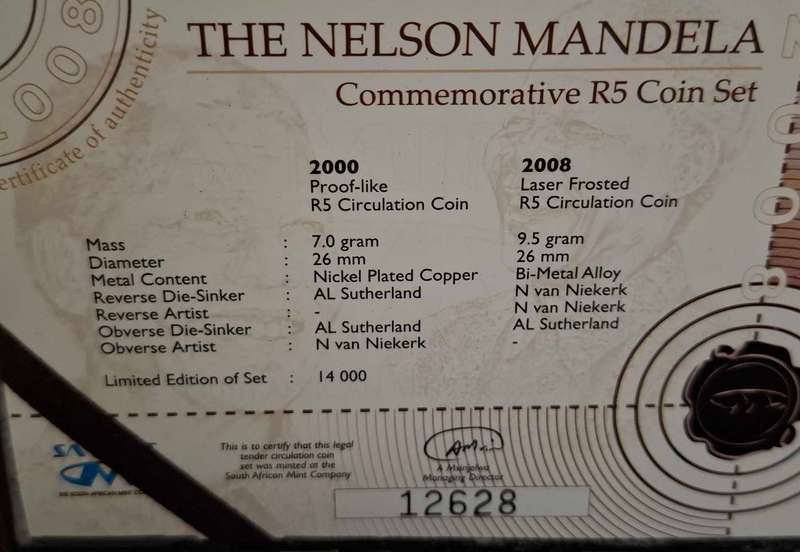 THE NELSON MANDELA
Commemorative R5 Coin Set
2008
ertificate of authenticity
2000 2008
Proof-like Laser Frosted
R5 Circulation Coin R5 Circulation Coin
Mass : 7.0 gram 9.5 gram
Diameter : 26 mm 26 mm
Metal Content : Nickel Plated Copper Bi-Metal Alloy
Reverse Die-Sinker : AL Sutherland N van Niekerk
Reverse Artist : - N van Niekerk
Obverse Die-Sinker : AL Sutherland AL Sutherland
Obverse Artist : N van Niekerk -
Limited Edition of Set : 14 000
This is to certify that this legal
tender circulation coin
set was minted at the
South African Mint Company
Managing Director
12628